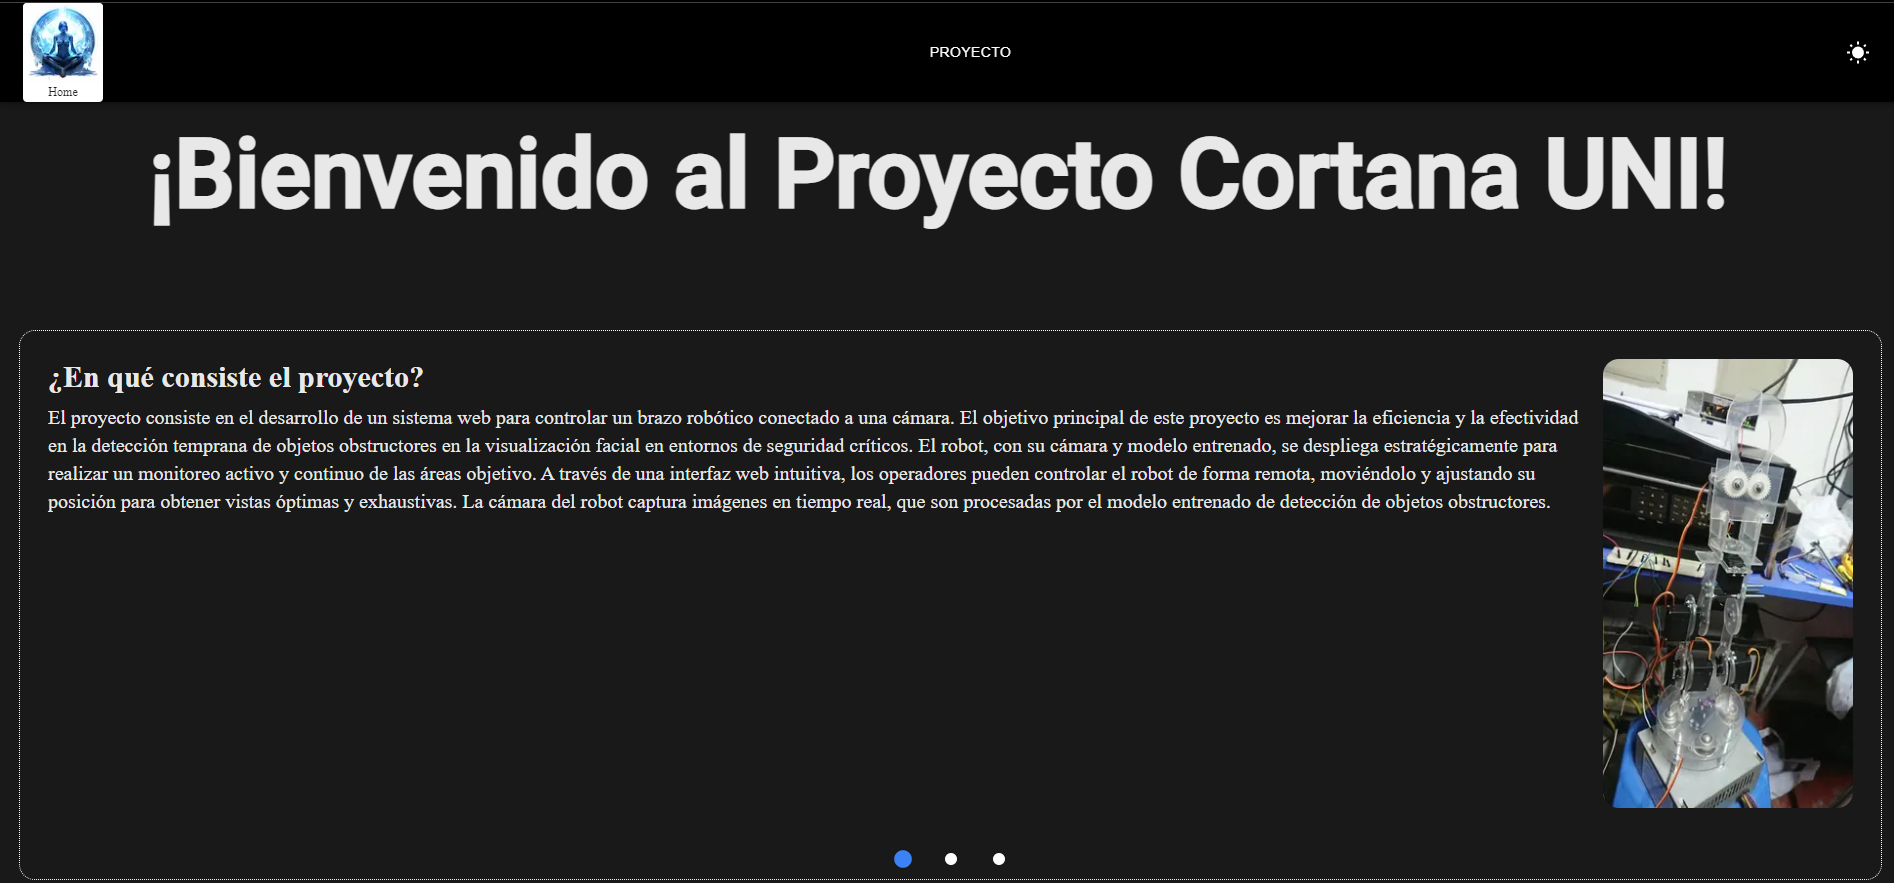 Home
PROYECTO
¡Bienvenido al Proyecto Cortana UNI!
¿En qué consiste el proyecto?
El proyecto consiste en el desarrollo de un sistema web para controlar un brazo robótico conectado a una cámara. El objetivo principal de este proyecto es mejorar la eficiencia y la efectividad
en la detección temprana de objetos obstructores en la visualización facial en entornos de seguridad críticos. El robot, con su cámara y modelo entrenado, se despliega estratégicamente para
realizar un monitoreo activo y continuo de las áreas objetivo. A través de una interfaz web intuitiva, los operadores pueden controlar el robot de forma remota, moviéndolo y ajustando su
posición para obtener vistas óptimas y exhaustivas. La cámara del robot captura imágenes en tiempo real, que son procesadas por el modelo entrenado de detección de objetos obstructores.